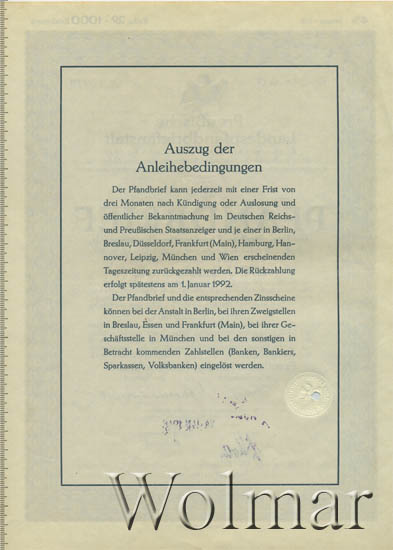 Auszug der
Anleihebedingungen
Der Pfandbrief kann jederzeit mit einer Frist von
drei Monaten nach Kündigung oder Auslosung und
öffentlicher Bekanntmachung im Deutschen Reichs-
und Preußischen Staatsanzeiger und je einer in Berlin,
Breslau, Düsseldorf, Frankfurt (Main), Hamburg, Han-
nover, Leipzig, München und Wien erscheinenden
Tageszeitung zurückgezahlt werden. Die Rückzahlung
erfolgt spätestens am 1. Januar 1992.
Der Pfandbrief und die entsprechenden Zinsscheine
können bei der Anstalt in Berlin, bei ihren Zweigstellen
in Breslau, Essen und Frankfurt (Main), bei ihrer Ge-
schäftsstelle in München und bei den sonstigen in
Betracht kommenden Zahlstellen (Banken, Bankiers,
Sparkassen, Volksbanken) eingelöst werden.
Wolmar